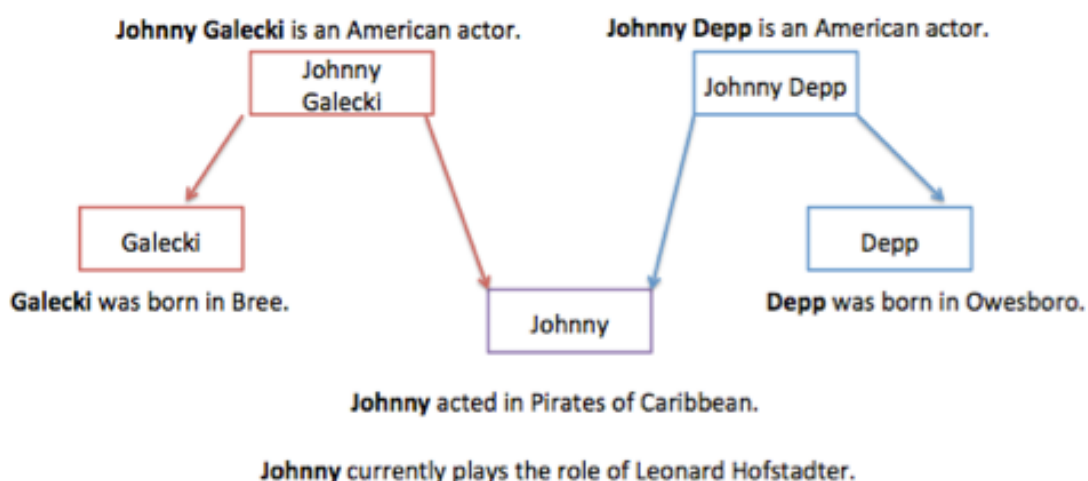 Johnny Galecki is an American actor.
Johnny Depp is an American actor.
Johnny
Galecki
Johnny Depp
Galecki
Depp
Galecki was born in Bree.
Depp was born in Owesboro.
Johnny
Johnny acted in Pirates of Caribbean.
Johnny currently plays the role of Leonard Hofstadter.